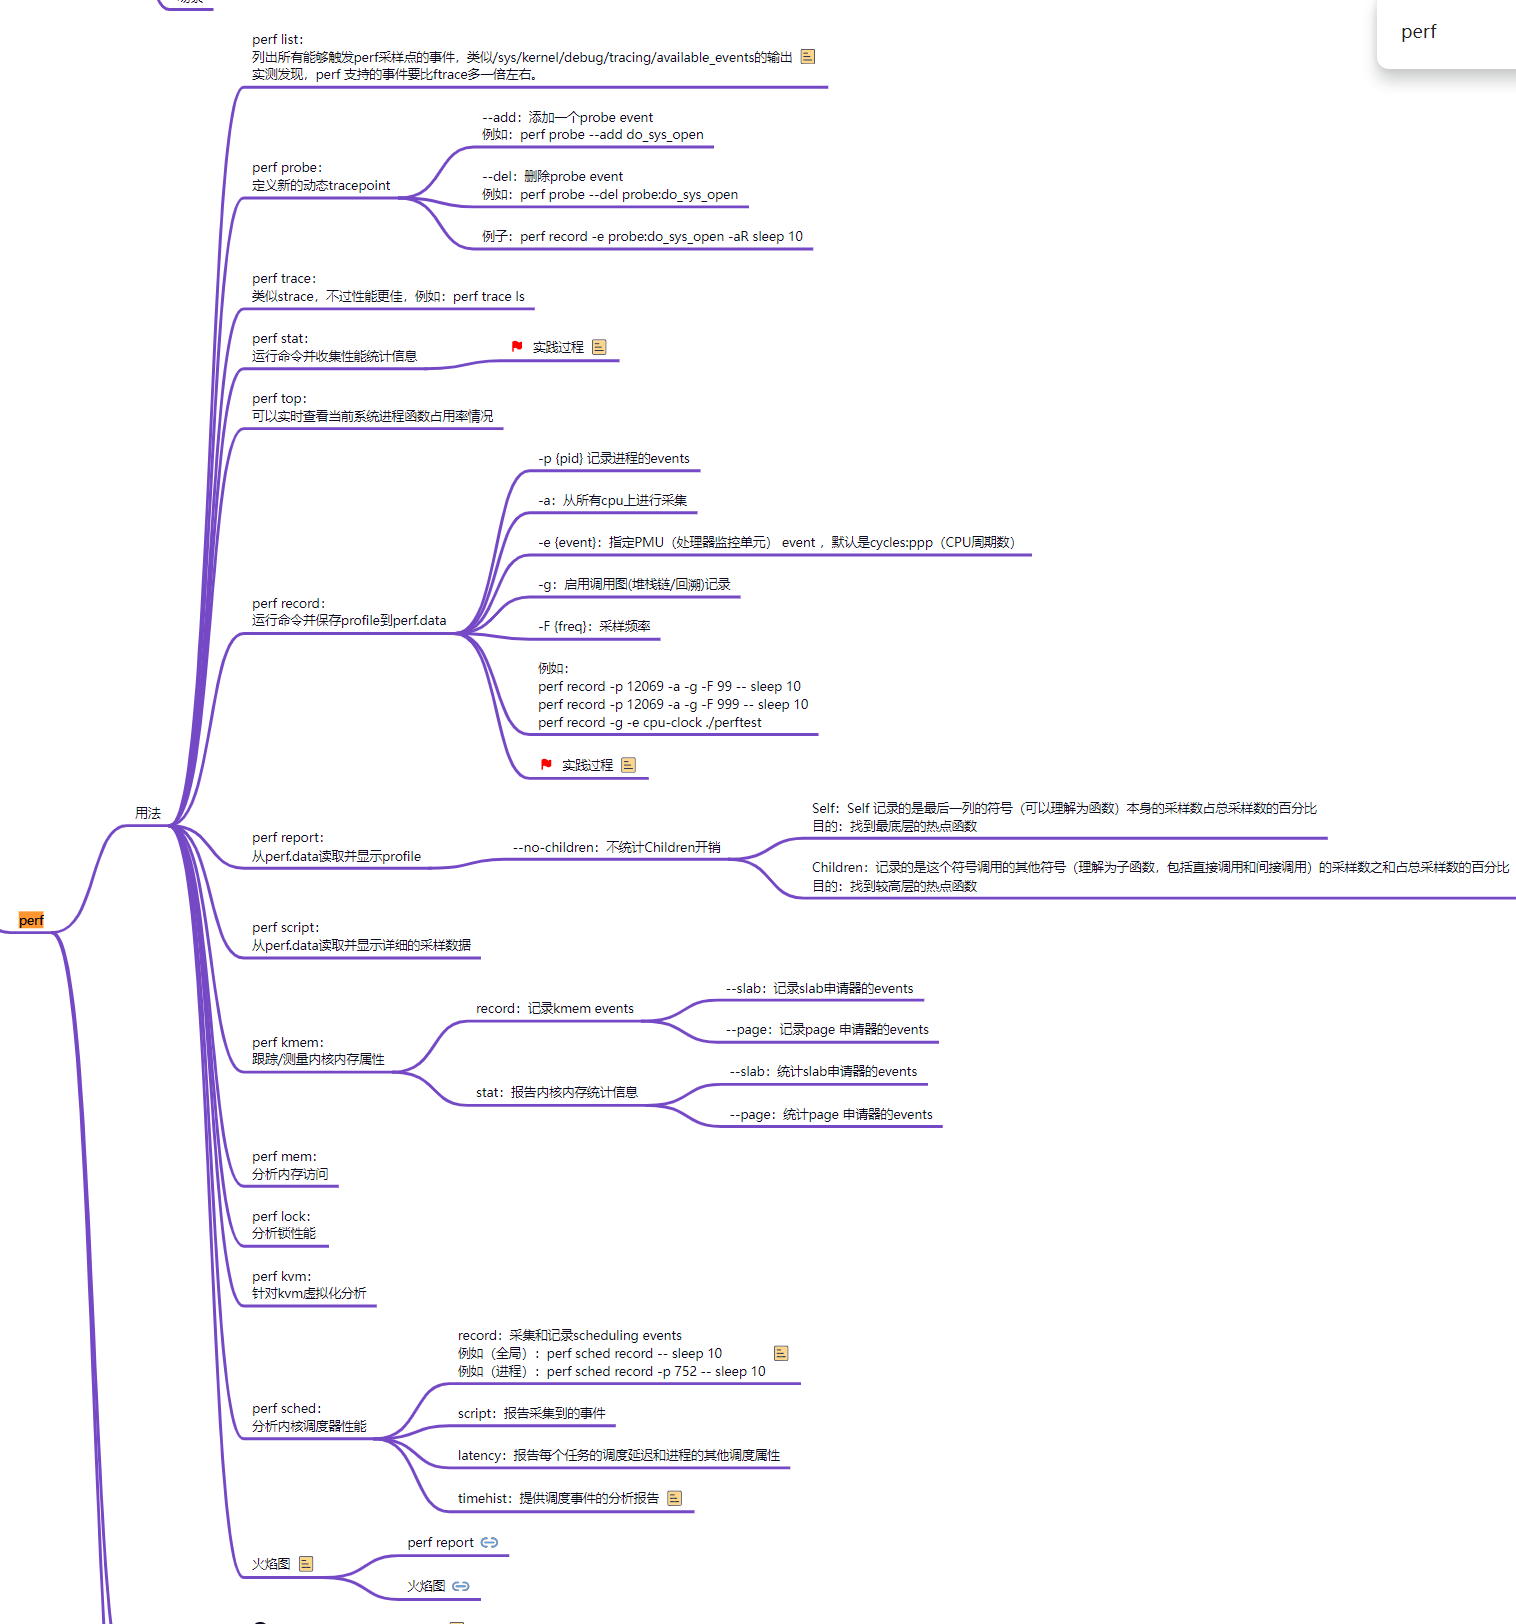 perf
perf list:
列出所有能够触发perf采样点的事件，类似/sys/kernel/debug/tracing/available_events的输出
实测发现，perf 支持的事件要比ftrace多一倍左右。
perf probe:
定义新的动态tracepoint
--add：添加一个probe event
例如：perf probe --add do_sys_open
--del：删除probe event
例如：perf probe --del probe:do_sys_open
例子：perf record -e probe:do_sys_open -aR sleep 10
perf trace:
类似strace，不过性能更佳，例如：perf trace ls
perf stat:
运行命令并收集性能统计信息
实践过程
perf top:
可以实时查看当前系统进程函数占用率情况
perf record:
运行命令并保存profile到perf.data
-p {pid} 记录进程的events
-a：从所有cpu上进行采集
-e {event}：指定PMU（处理器监控单元） event ，默认是cycles:ppp（CPU周期数）
-g：启用调用图(堆栈链/回溯)记录
-F {freq}：采样频率
例如：
perf record -p 12069 -a -g -F 99 -- sleep 10
perf record -p 12069 -a -g -F 999 -- sleep 10
perf record -g -e cpu-clock ./perftest
实践过程
用法
perf report:
从perf.data读取并显示profile
--no-children：不统计Children开销
Self：Self 记录的是最后一列的符号（可以理解为函数）本身的采样数占总采样数的百分比
目的：找到最底层的热点函数
Children：记录的是这个符号调用的其他符号（理解为子函数，包括直接调用和间接调用）的采样数之和占总采样数的百分比
目的：找到较高层的热点函数
perf
perf script:
从perf.data读取并显示详细的采样数据
perf kmem:
跟踪/测量内核内存属性
record：记录kmem events
--slab：记录slab申请器的events
--page：记录page 申请器的events
stat：报告内核内存统计信息
--slab：统计slab申请器的events
--page：统计page 申请器的events
perf mem:
分析内存访问
perf lock:
分析锁性能
perf kvm:
针对kvm虚拟化分析
perf sched:
分析内核调度器性能
record：采集和记录scheduling events
例如（全局）：perf sched record -- sleep 10
例如（进程）：perf sched record -p 752 -- sleep 10
script：报告采集到的事件
latency：报告每个任务的调度延迟和进程的其他调度属性
timehist：提供调度事件的分析报告
火焰图
perf report
火焰图